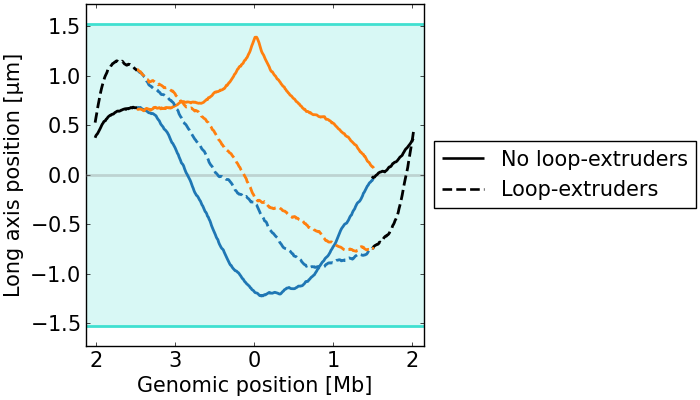 1.5
1.0
0.5
0.0
−0.5
−1.0
−1.5
Long axis position [μm]
2 3 0 1 2
Genomic position [Mb]
No loop-extruders
Loop-extruders